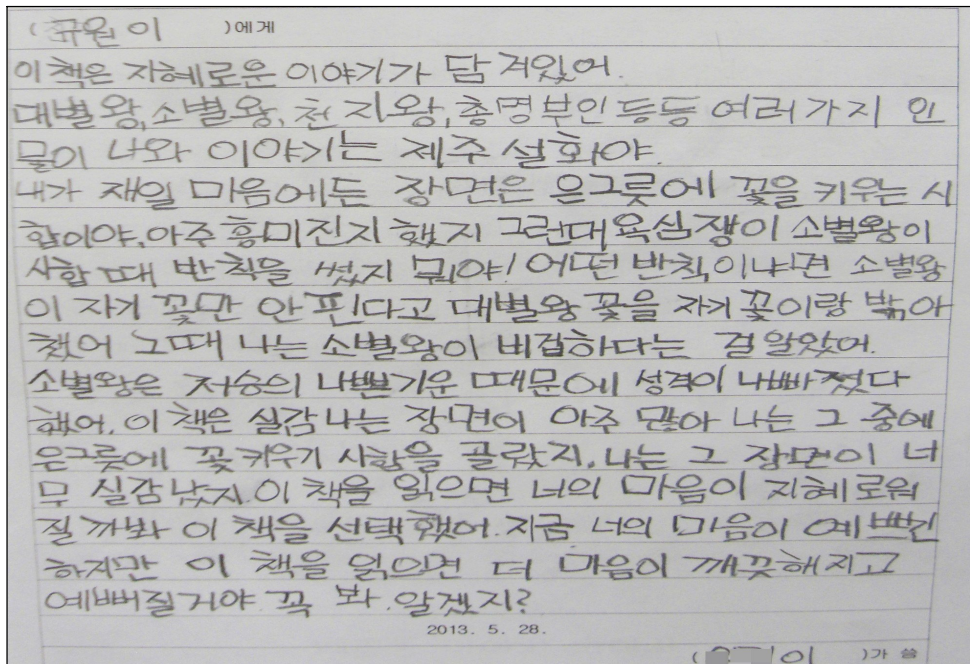 (규원이 )에게
이 책은 지혜로운 이야기가 담겨있어.
대별왕, 소별왕, 천지왕, 총명부인 등등 여러가지 인
물이 나와 이야기는 제주 설화야.
내가 재일 마음에든 장면은 은그릇에 꽃을 키우는 시
합이야. 아주 흥미진지 했지 그런대 욕심쟁이 소별왕이
시합 때 반칙을 썼지 뭐야! 어떤 반칙이냐면 소별왕
이 자기 꽃만 안 핀다고 대별왕 꽃을 자기 꽃이랑 밖아
챘어 그때 나는 소별왕이 비겁하다는 걸 알았어.
소별왕은 저승의 나쁜기운 때문에 성격이 나빠졌다
했어. 이 책은 실감나는 장면이 아주 많아 나는 그 중에
은그릇에 꽃키우기 시합을 골랐지. 나는 그 장면이 너
무 실감났지. 이 책을 읽으면 너의 마음이 지혜로워
질까봐 이 책을 선택했어. 지금 너의 마음이 예쁘긴
하지만 이 책을 읽으면 더 마음이 깨끗해지고
예뻐질거야. 꼭 봐. 알겠지?
2013. 5. 28.
( 이 )가 씀